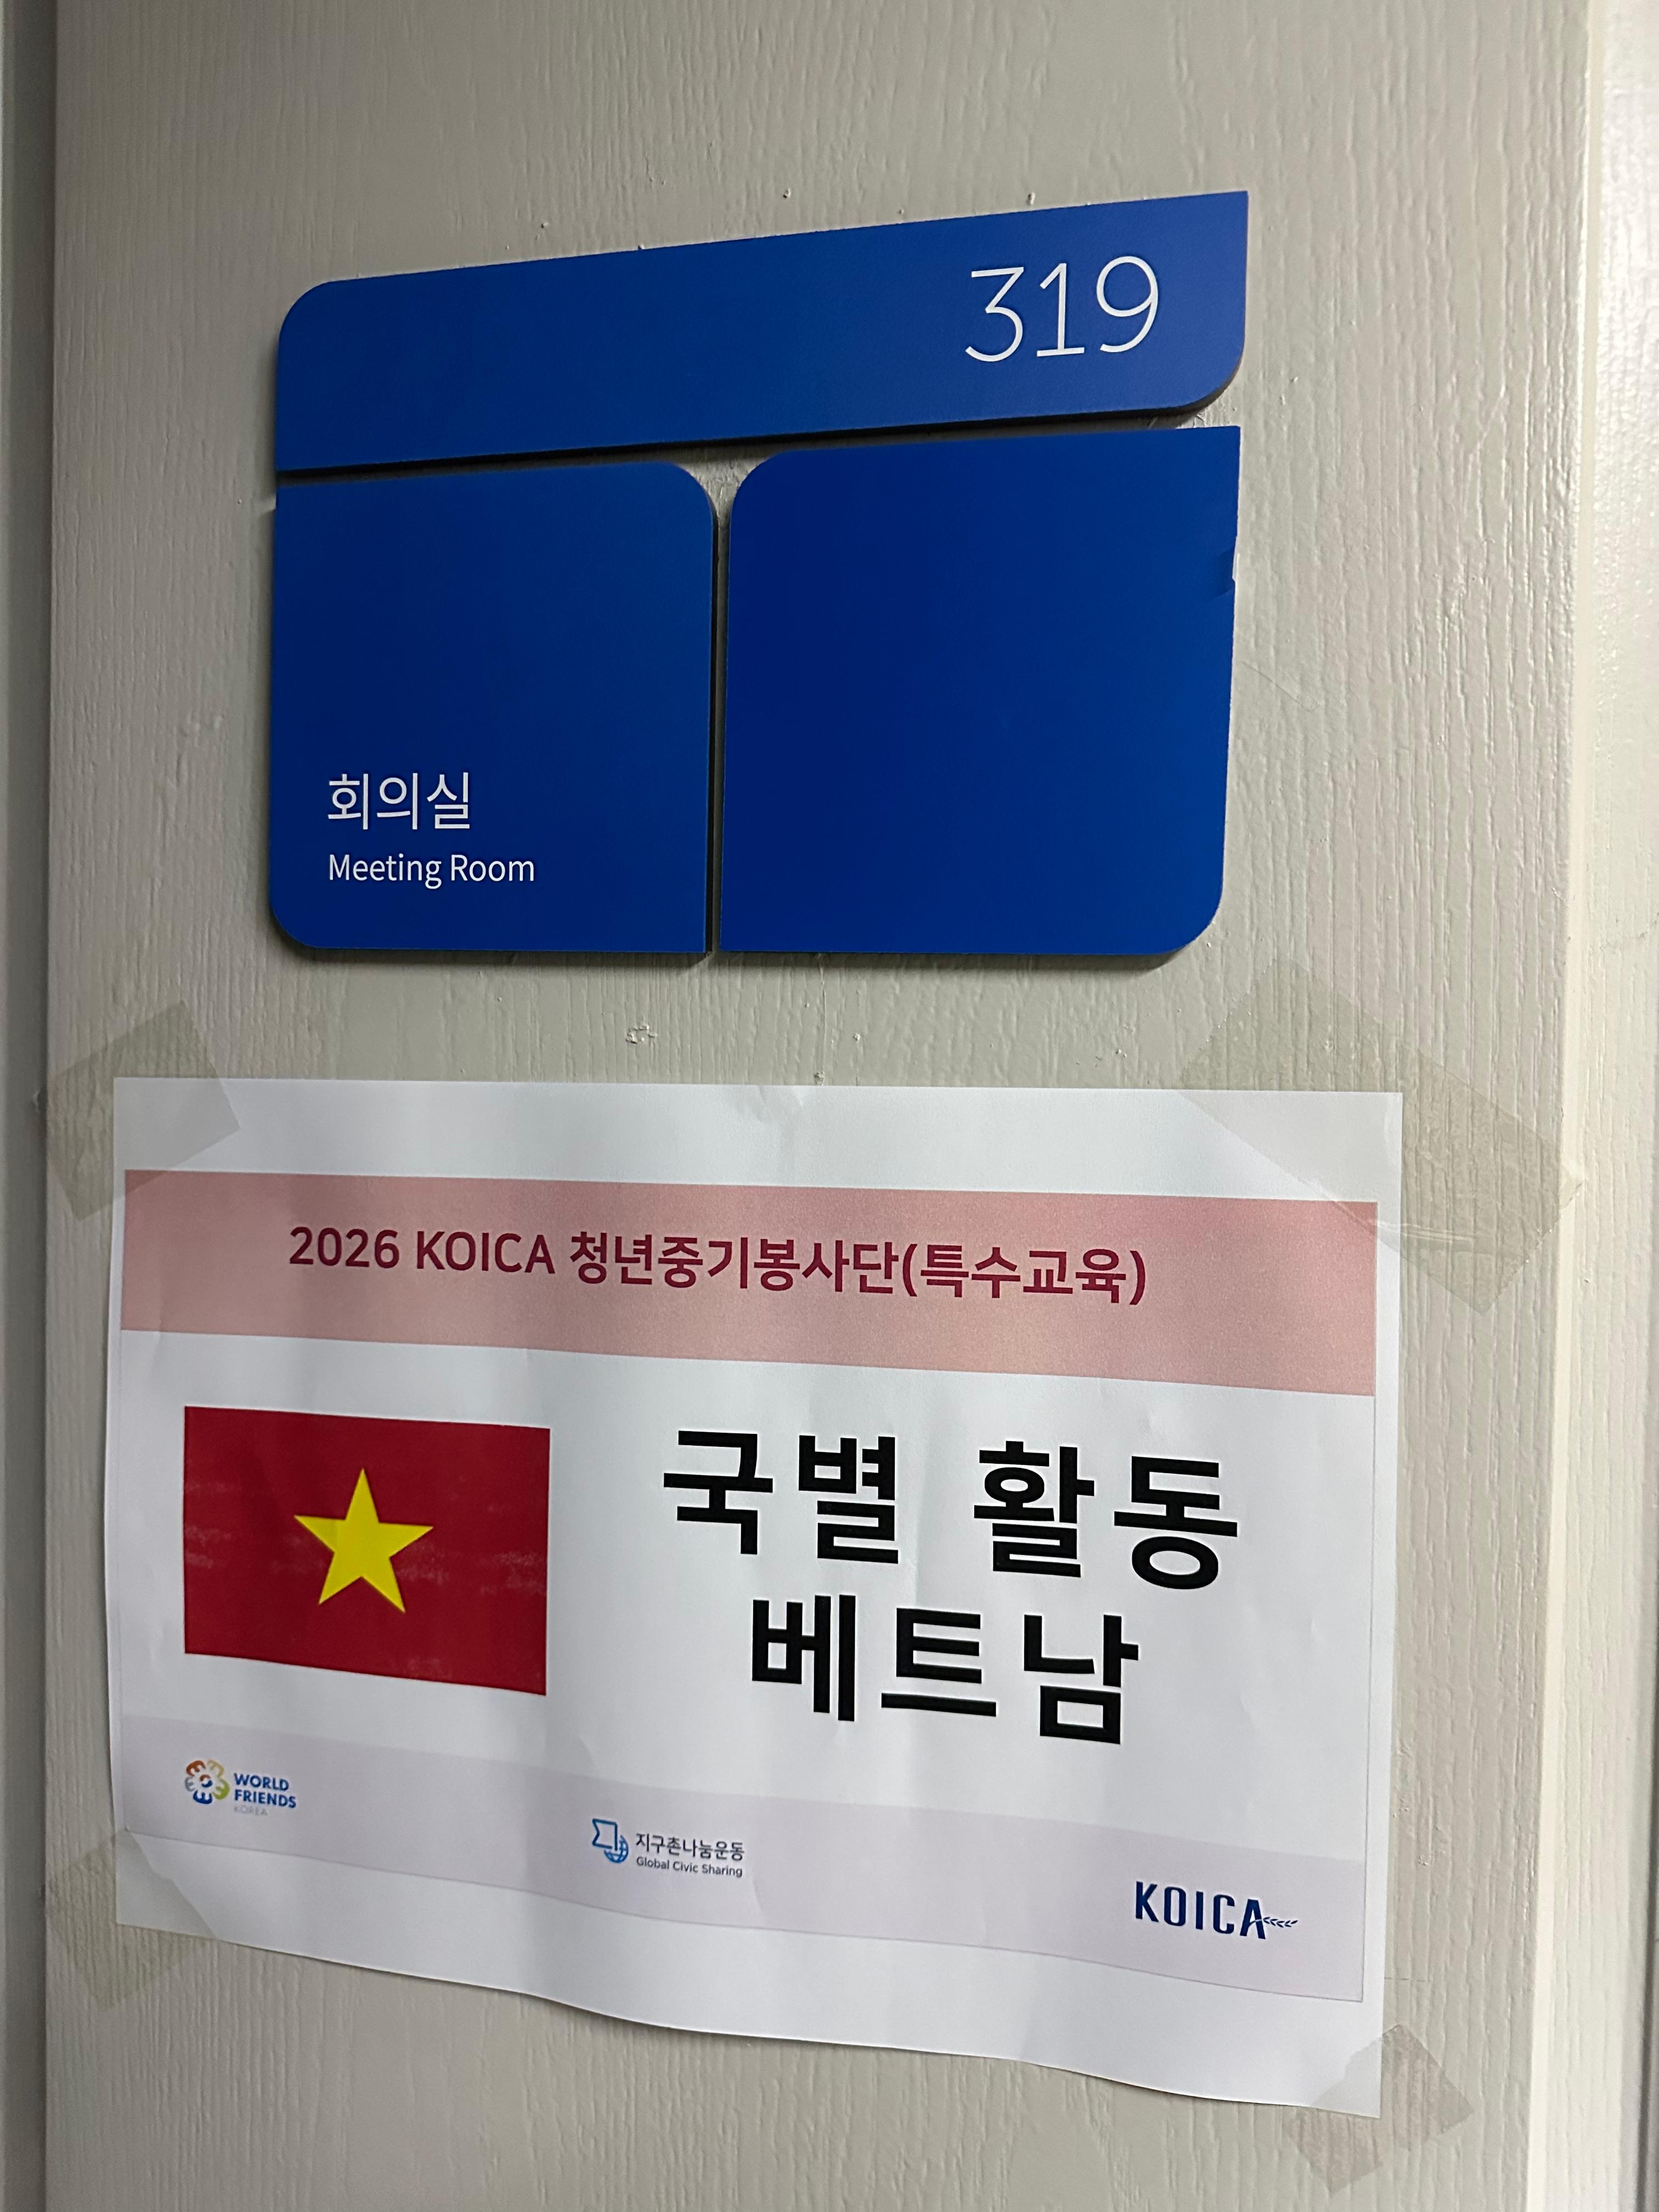 319
회의실
Meeting Room
2026 KOICA 청년중기봉사단(특수교육)
국별 활동
베트남
WORLD
FRIENDS
KOREA
지구촌나눔운동
Global Civic Sharing
KOICA